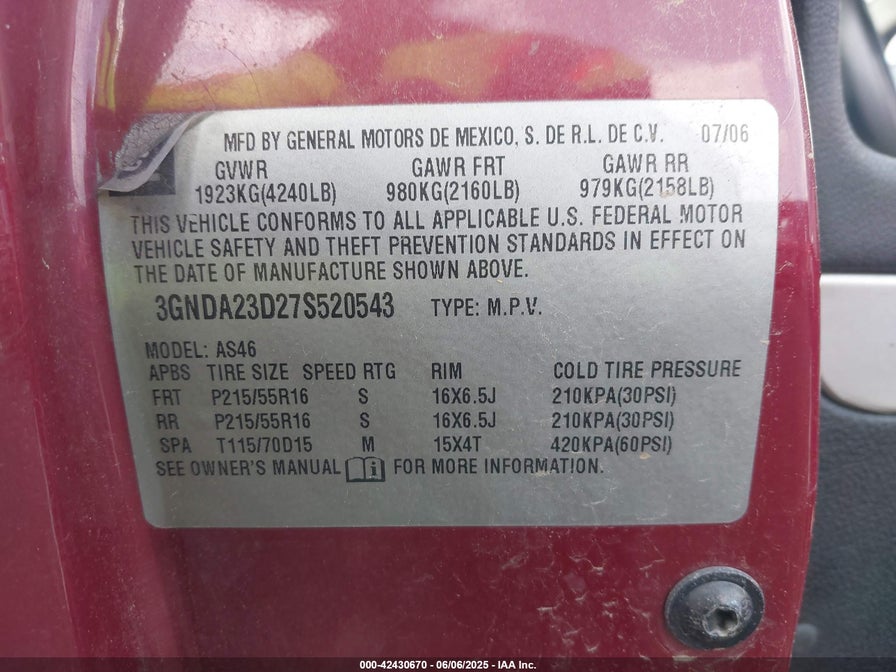 MFD BY GENERAL MOTORS DE MEXICO, S. DE R.L. DE C.V. 07/06
GVWR GAWR FRT GAWR RR
1923KG(4240LB) 980KG(2160LB) 979KG(2158LB)
THIS VEHICLE CONFORMS TO ALL APPLICABLE U.S. FEDERAL MOTOR
VEHICLE SAFETY AND THEFT PREVENTION STANDARDS IN EFFECT ON
THE DATE OF MANUFACTURE SHOWN ABOVE.
3GNDA23D27S520543 TYPE: M.P.V.
MODEL: AS46
APBS TIRE SIZE SPEED RTG RIM COLD TIRE PRESSURE
FRT P215/55R16 S 16X6.5J 210KPA(30PSI)
RR P215/55R16 S 16X6.5J 210KPA(30PSI)
SPA T115/70D15 M 15X4T 420KPA(60PSI)
SEE OWNER'S MANUAL FOR MORE INFORMATION.
000-42430670 - 06/06/2025 - IAA Inc.